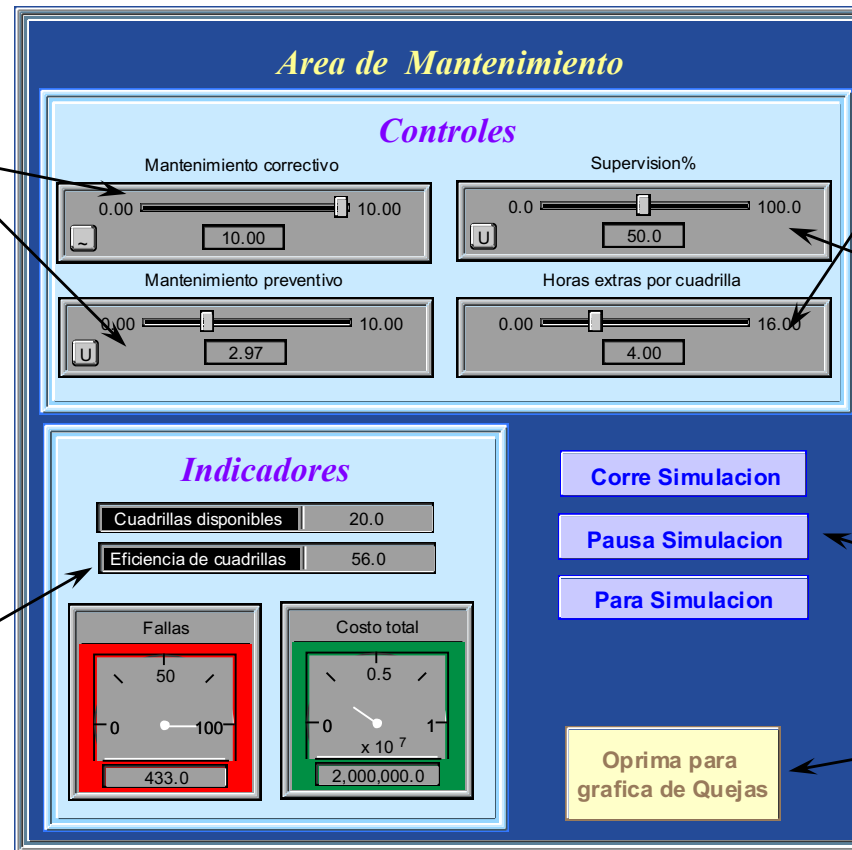 Area de Mantenimiento
Controles
Mantenimiento correctivo
0.00 10.00
~ 10.00
Supervision%
0.0 100.0
U 50.0
Mantenimiento preventivo
0.00 10.00
U 2.97
Horas extras por cuadrilla
0.00 16.00
4.00
Indicadores
Cuadrillas disponibles 20.0
Eficiencia de cuadrillas 56.0
Fallas
50
0 100
433.0
Costo total
0.5
0 1
x 10 7
2,000,000.0
Corre Simulacion
Pausa Simulacion
Para Simulacion
Oprima para
grafica de Quejas